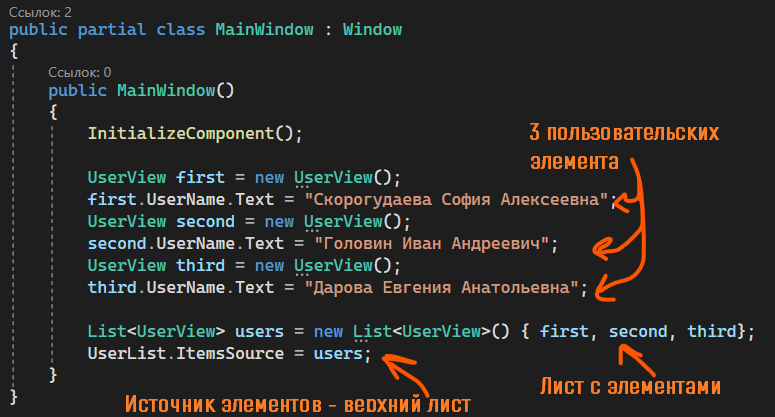 Ссылок: 2
public partial class MainWindow : Window
{
Ссылок: 0
public MainWindow()
{
InitializeComponent();
3 пользовательских
элемента
UserView first = new UserView();
first.UserName.Text = "Скорогудаева София Алексеевна";
UserView second = new UserView();
second.UserName.Text = "Головин Иван Андреевич";
UserView third = new UserView();
third.UserName.Text = "Дарова Евгения Анатольевна";
List<UserView> users = new List<UserView>() { first, second, third};
UserList.ItemsSource = users;
}
Лист с элементами
}
Источник элементов - верхний лист